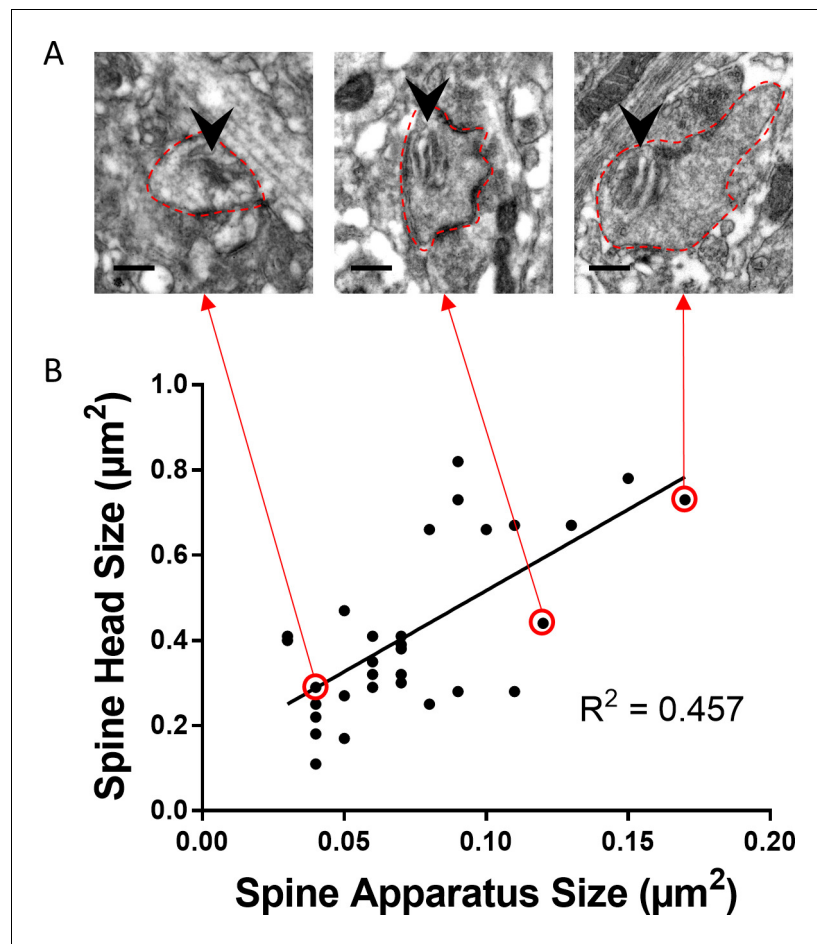 A
B
1.0
0.8
0.6
0.4
0.2
0.0
Spine Head Size (µm²)
R² = 0.457
0.00 0.05 0.10 0.15 0.20
Spine Apparatus Size (µm²)